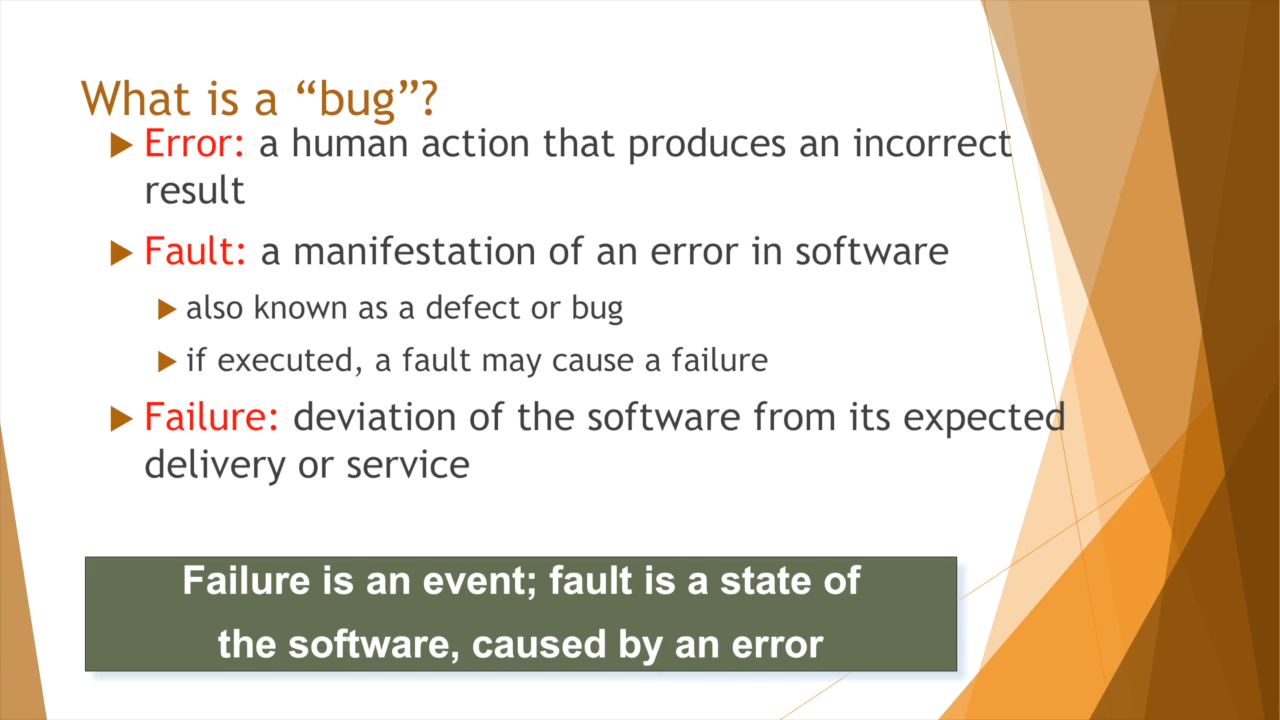 What is a “bug”?
Error: a human action that produces an incorrect
result
Fault: a manifestation of an error in software
also known as a defect or bug
if executed, a fault may cause a failure
Failure: deviation of the software from its expected
delivery or service
Failure is an event; fault is a state of
the software, caused by an error